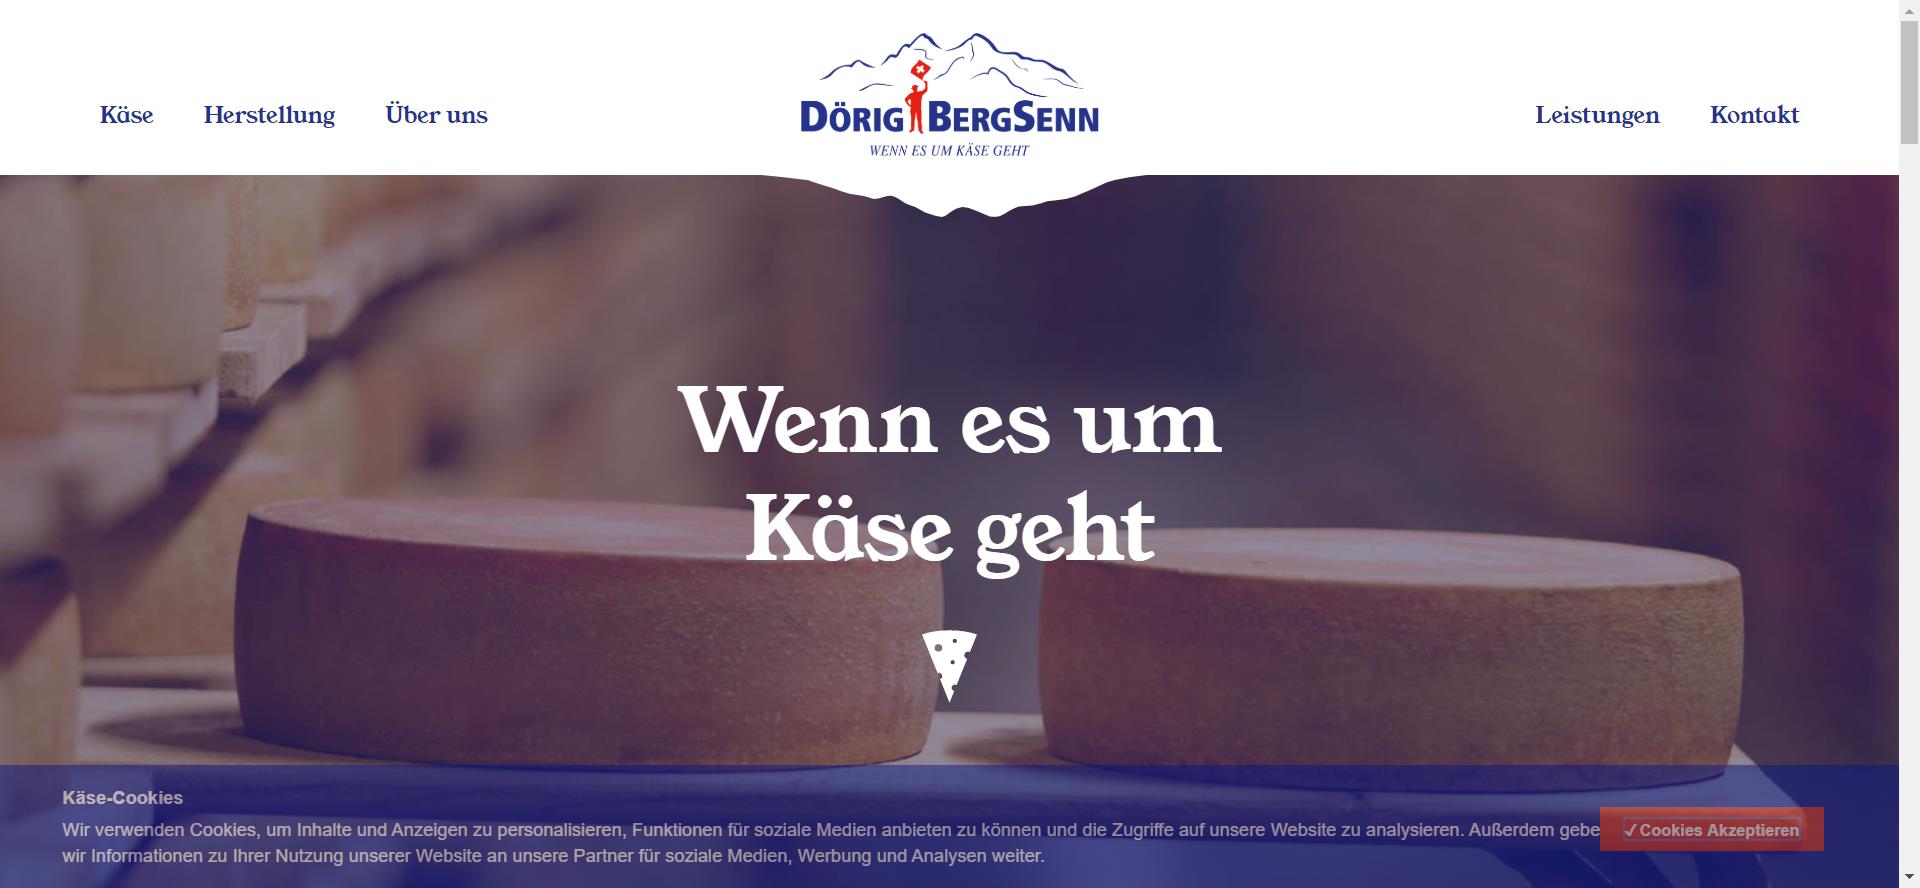 Käse Herstellung Über uns
DÖRIG BERGSENN
WENN ES UM KÄSE GEHT
Leistungen Kontakt
Wenn es um
Käse geht
Käse-Cookies
Wir verwenden Cookies, um Inhalte und Anzeigen zu personalisieren, Funktionen für soziale Medien anbieten zu können und die Zugriffe auf unsere Website zu analysieren. Außerdem gebe
wir Informationen zu Ihrer Nutzung unserer Website an unsere Partner für soziale Medien, Werbung und Analysen weiter.
✓ Cookies Akzeptieren